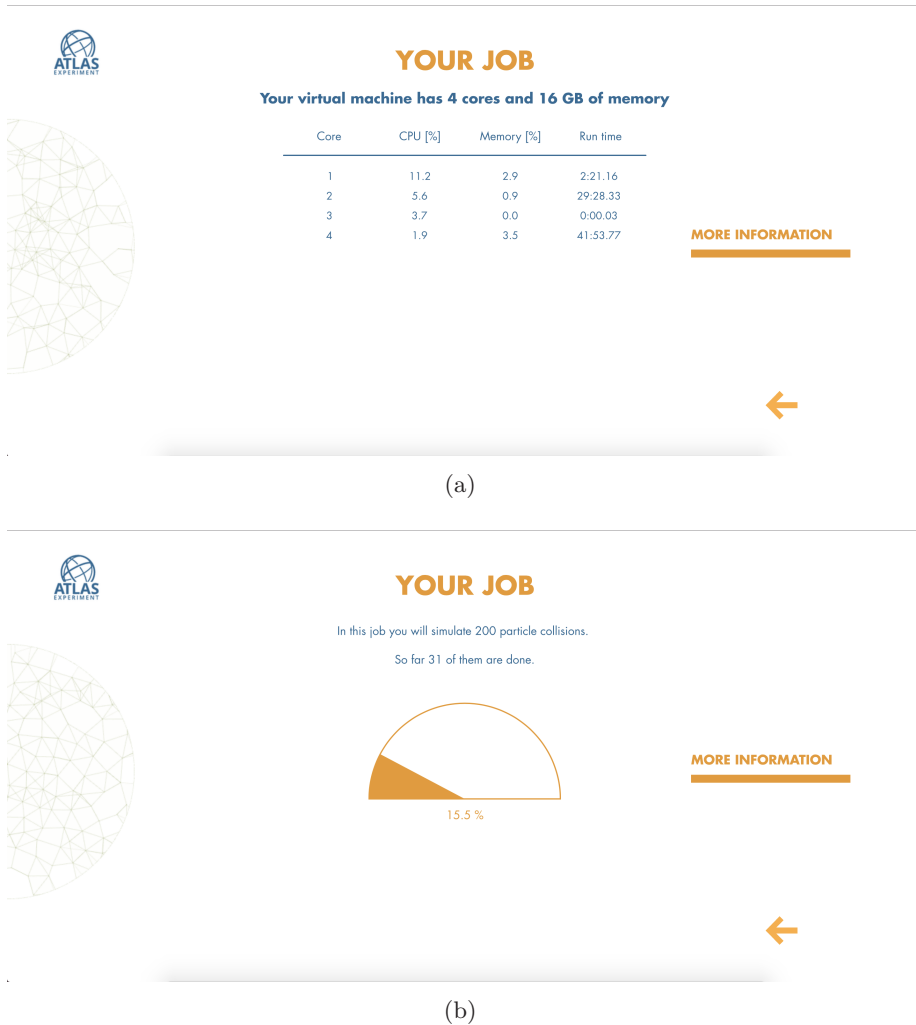 ATLAS
EXPERIMENT
YOUR JOB
Your virtual machine has 4 cores and 16 GB of memory
Core CPU [%] Memory [%] Run time
1 11.2 2.9 2:21.16
2 5.6 0.9 29:28.33
3 3.7 0.0 0:00.03
4 1.9 3.5 41:53.77
MORE INFORMATION
(a)
ATLAS
EXPERIMENT
YOUR JOB
In this job you will simulate 200 particle collisions.
So far 31 of them are done.
MORE INFORMATION
15.5 %
(b)